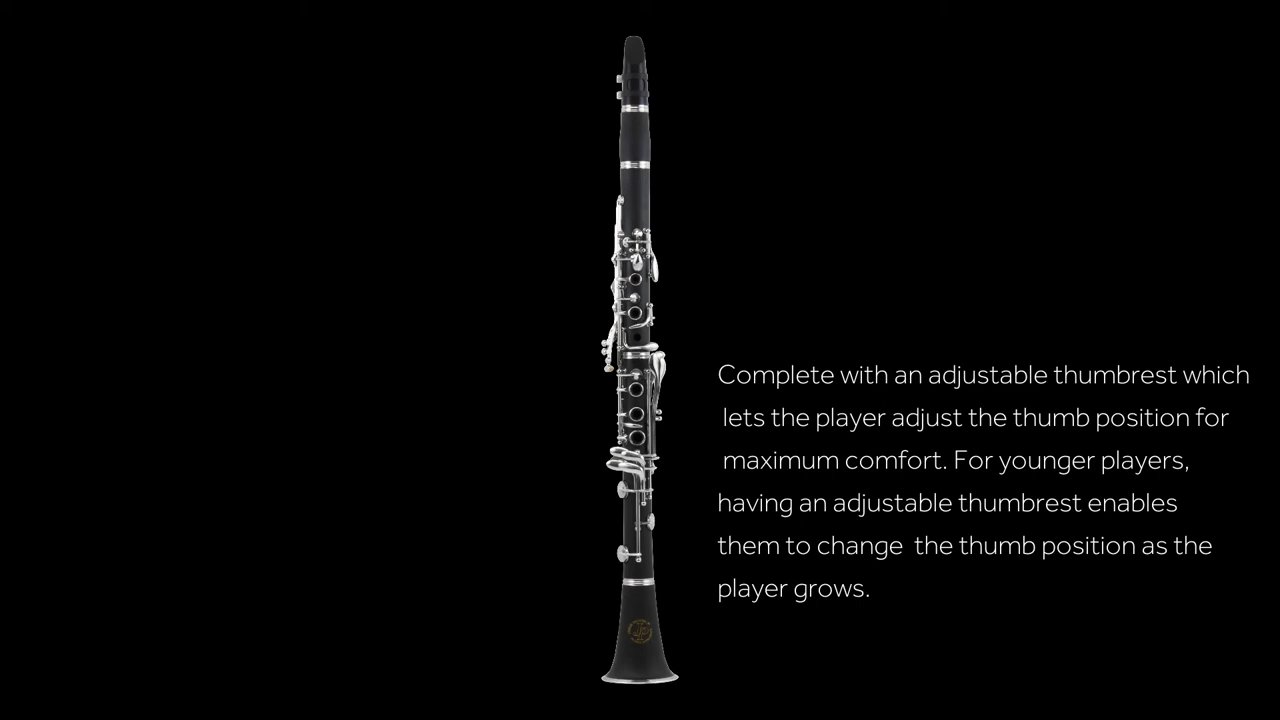 Complete with an adjustable thumbrest which
lets the player adjust the thumb position for
maximum comfort. For younger players,
having an adjustable thumbrest enables
them to change  the thumb position as the
player grows.